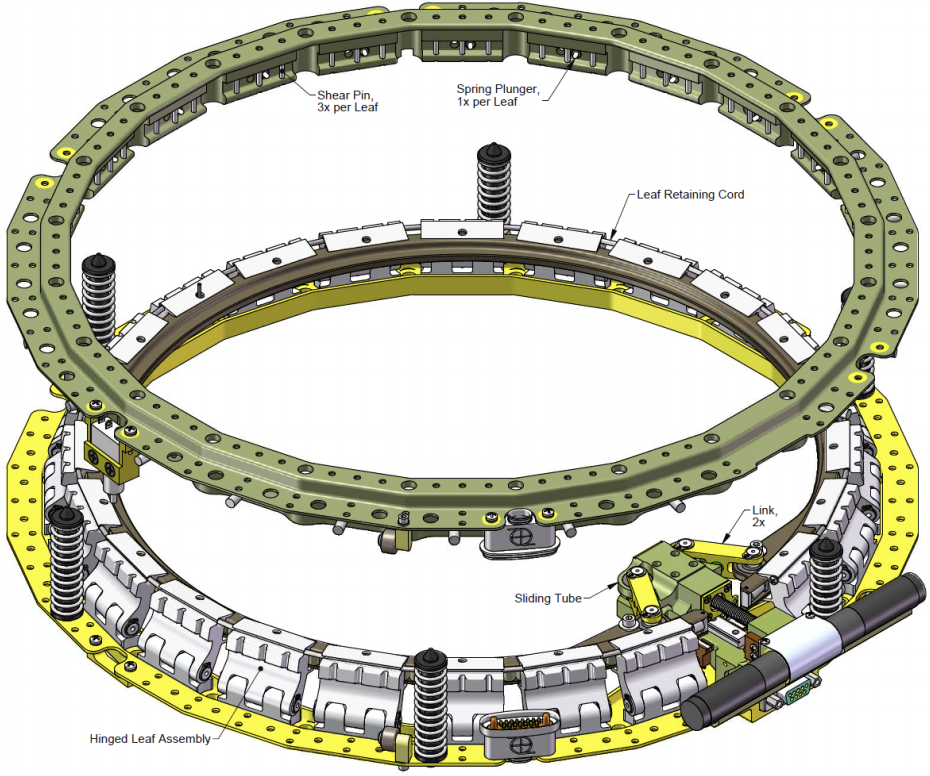 Shear Pin,
3x per Leaf
Spring Plunger,
1x per Leaf
Leaf Retaining Cord
Link,
2x
Sliding Tube
Hinged Leaf Assembly